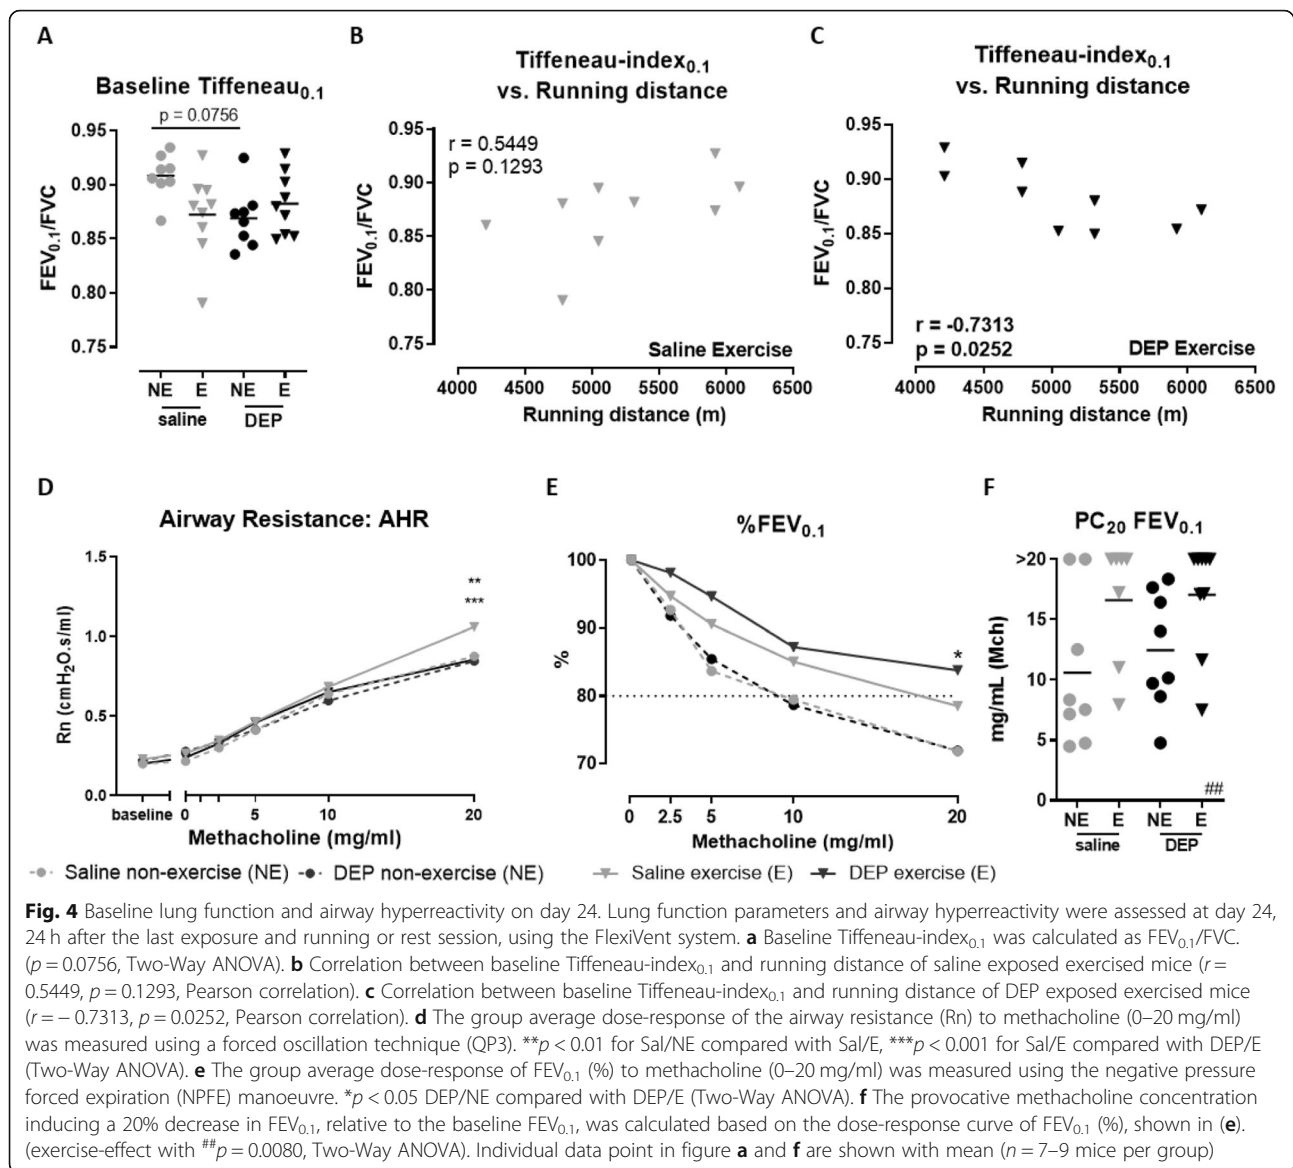 A
Baseline Tiffeneau0.1
p = 0.0756
FEV0.1/FVC
0.95
0.90
0.85
0.80
0.75
NE E NE E
saline DEP
B
Tiffeneau-index0.1
vs. Running distance
r = 0.5449
p = 0.1293
FEV0.1/FVC
0.95
0.90
0.85
0.80
0.75
Saline Exercise
4000 4500 5000 5500 6000 6500
Running distance (m)
C
Tiffeneau-index0.1
vs. Running distance
FEV0.1/FVC
0.95
0.90
0.85
0.80
0.75
r = -0.7313
p = 0.0252
DEP Exercise
4000 4500 5000 5500 6000 6500
Running distance (m)
D
Airway Resistance: AHR
Rn (cmH2O.s/ml)
1.5
1.0
0.5
0.0
**
***
baseline 0 5 10 20
Methacholine (mg/ml)
E
%FEV0.1
%
100
90
80
70
*
0 2.5 5 10 20
Methacholine (mg/ml)
F
PC20 FEV0.1
mg/mL (Mch)
>20
15
10
5
0
##
NE E NE E
saline DEP
Saline non-exercise (NE) DEP non-exercise (NE) Saline exercise (E) DEP exercise (E)
Fig. 4 Baseline lung function and airway hyperreactivity on day 24. Lung function parameters and airway hyperreactivity were assessed at day 24,
24 h after the last exposure and running or rest session, using the FlexiVent system. a Baseline Tiffeneau-index0.1 was calculated as FEV0.1/FVC.
(p = 0.0756, Two-Way ANOVA). b Correlation between baseline Tiffeneau-index0.1 and running distance of saline exposed exercised mice (r =
0.5449, p = 0.1293, Pearson correlation). c Correlation between baseline Tiffeneau-index0.1 and running distance of DEP exposed exercised mice
(r = − 0.7313, p = 0.0252, Pearson correlation). d The group average dose-response of the airway resistance (Rn) to methacholine (0–20 mg/ml)
was measured using a forced oscillation technique (QP3). **p < 0.01 for Sal/NE compared with Sal/E, ***p < 0.001 for Sal/E compared with DEP/E
(Two-Way ANOVA). e The group average dose-response of FEV0.1 (%) to methacholine (0–20 mg/ml) was measured using the negative pressure
forced expiration (NPFE) manoeuvre. *p < 0.05 DEP/NE compared with DEP/E (Two-Way ANOVA). f The provocative methacholine concentration
inducing a 20% decrease in FEV0.1, relative to the baseline FEV0.1, was calculated based on the dose-response curve of FEV0.1 (%), shown in (e).
(exercise-effect with ##p = 0.0080, Two-Way ANOVA). Individual data point in figure a and f are shown with mean (n = 7–9 mice per group)